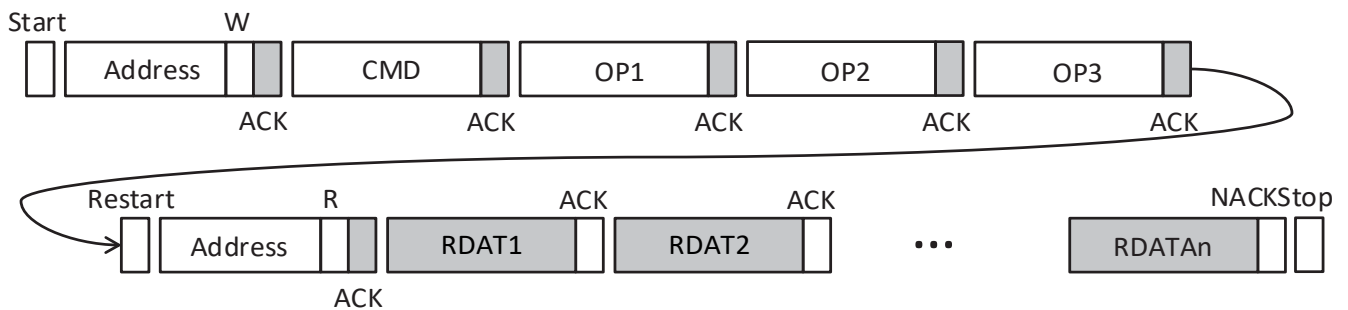 Start W
Address CMD OP1 OP2 OP3
ACK ACK ACK ACK ACK
Restart R ACK ACK NACKStop
Address RDAT1 RDAT2 ... RDATAn
ACK